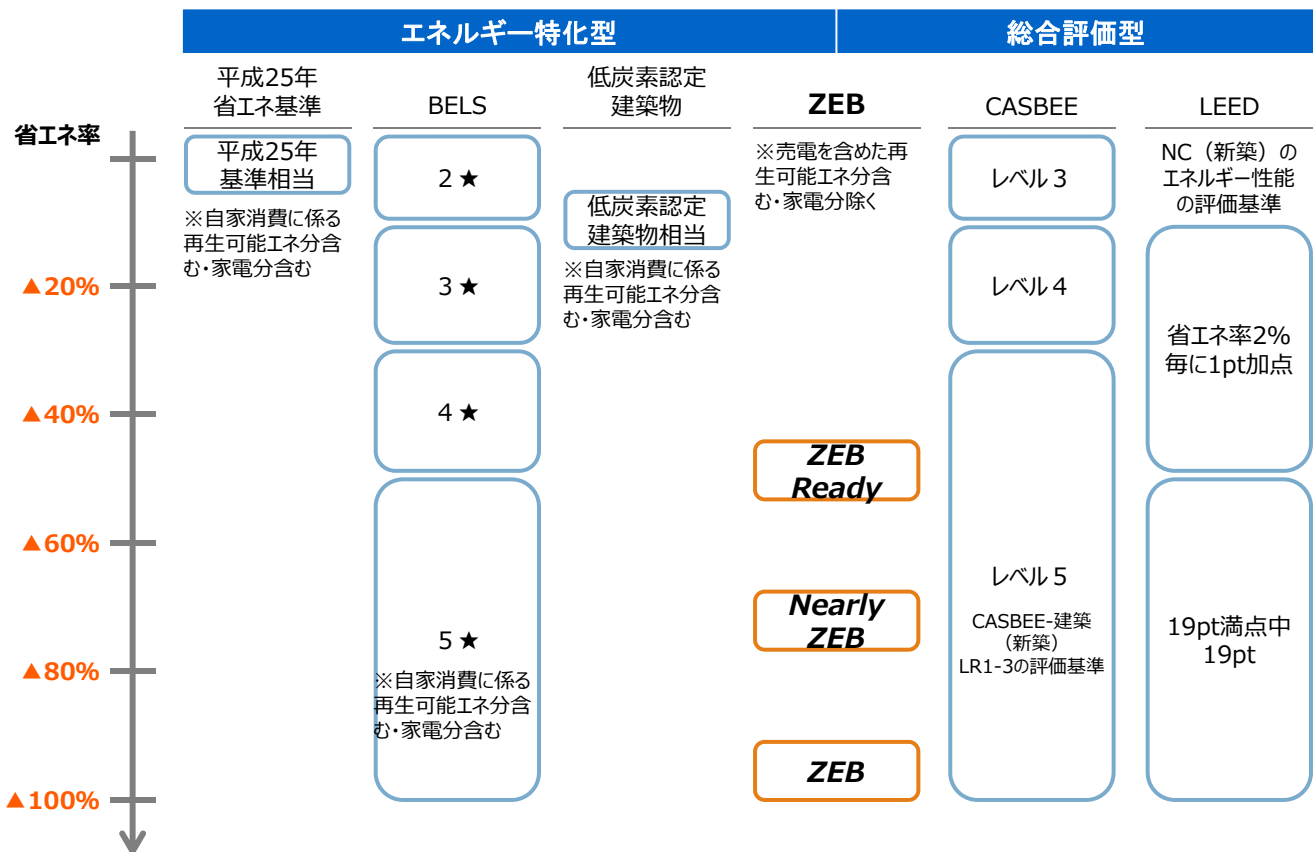 エネルギー特化型
総合評価型
平成25年
省エネ基準
BELS
低炭素認定
建築物
ZEB
CASBEE
LEED
省エネ率
▲20%
▲40%
▲60%
▲80%
▲100%
平成25年
基準相当
※自家消費に係る
再生可能エネ分含
む・家電分含む
2★
3★
4★
5★
※自家消費に係る
再生可能エネ分含
む・家電分含む
低炭素認定
建築物相当
※自家消費に係る
再生可能エネ分含
む・家電分含む
※売電を含めた再
生可能エネ分含
む・家電分除く
ZEB
Ready
Nearly
ZEB
ZEB
レベル3
レベル4
レベル5
CASBEE-建築
（新築）
LR1-3の評価基準
NC（新築）の
エネルギー性能
の評価基準
省エネ率2%
毎に1pt加点
19pt満点中
19pt